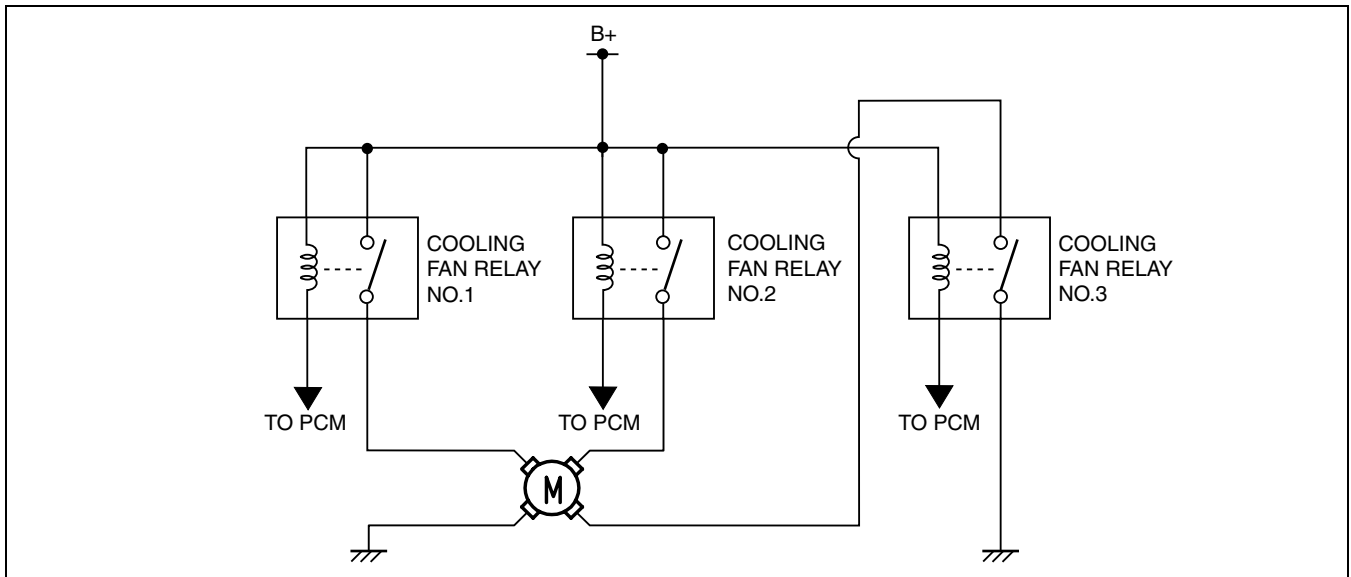 B+
COOLING
FAN RELAY
NO.1
COOLING
FAN RELAY
NO.2
COOLING
FAN RELAY
NO.3
TO PCM
TO PCM
TO PCM
M